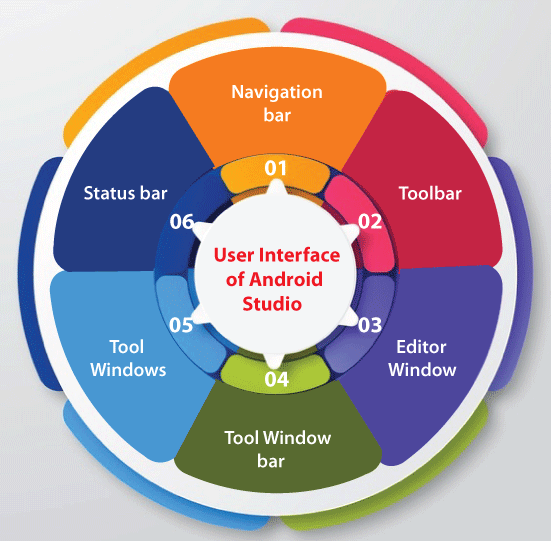 Navigation
bar
01
Toolbar
02
Editor
Window
03
Tool Window
bar
04
Tool
Windows
05
Status bar
06
User Interface
of Android
Studio